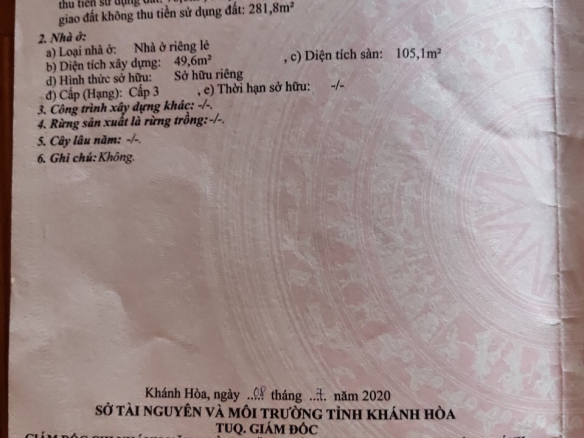 giao đất không thu tiền sử dụng đất: 281,8m²
2. Nhà ở:
a) Loại nhà ở: Nhà ở riêng lẻ
b) Diện tích xây dựng: 49,6m² , c) Diện tích sàn: 105,1m²
d) Hình thức sở hữu: Sở hữu riêng
đ) Cấp (Hạng): Cấp 3 , e) Thời hạn sở hữu: -/-
3. Công trình xây dựng khác: -/-.
4. Rừng sản xuất là rừng trồng:-/-.
5. Cây lâu năm: -/-.
6. Ghi chú: Không.
Khánh Hòa, ngày ..08 tháng ..7.. năm 2020
SỞ TÀI NGUYÊN VÀ MÔI TRƯỜNG TỈNH KHÁNH HÒA
TUQ. GIÁM ĐỐC